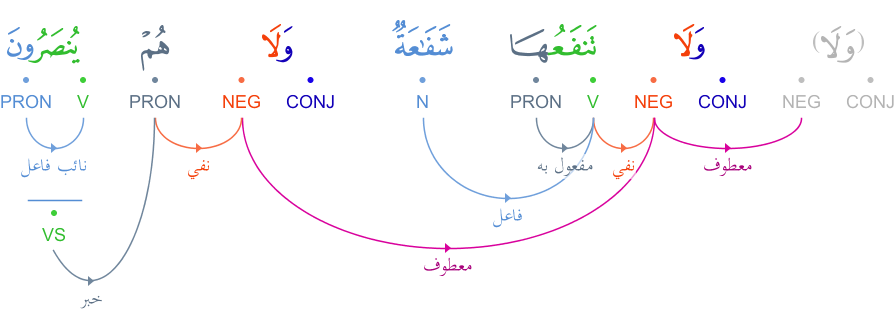 (وَلَا) وَلَا تَنفَعُهَا شَفَـٰعَةٌ وَلَا هُمْ يُنصَرُونَ
CONJ NEG CONJ NEG V PRON N CONJ NEG PRON V PRON
معطوف نفي مفعول به نفي نائب فاعل
فاعل
VS
معطوف
خبر